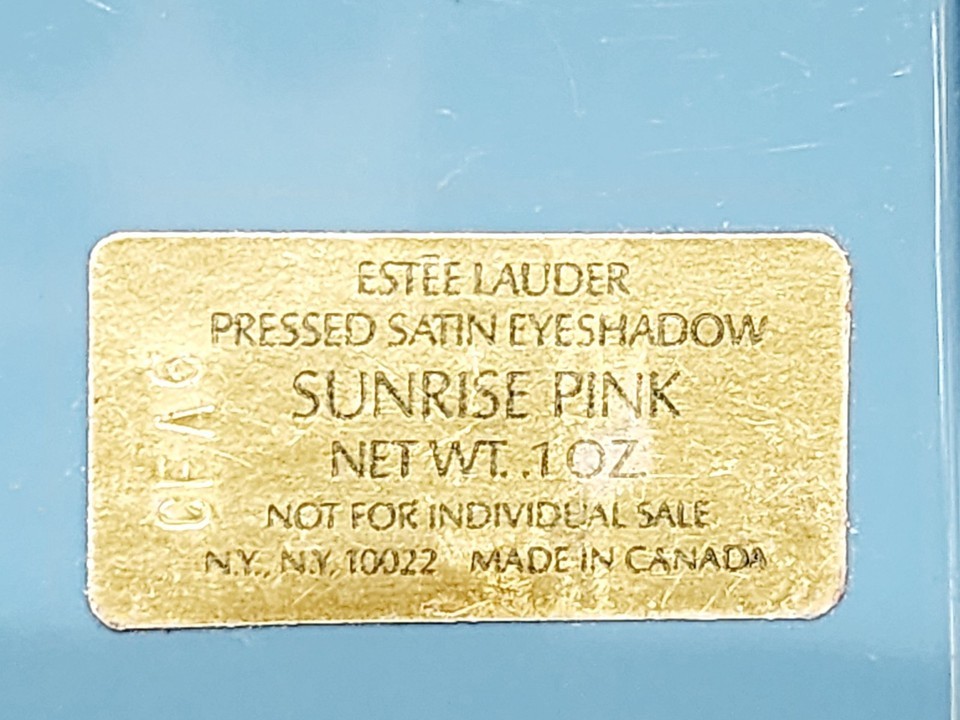 ESTĒE LAUDER
PRESSED SATIN EYESHADOW
SUNRISE PINK
NET WT. .1 OZ.
NOT FOR INDIVIDUAL SALE
N.Y., N.Y. 10022 MADE IN CANADA